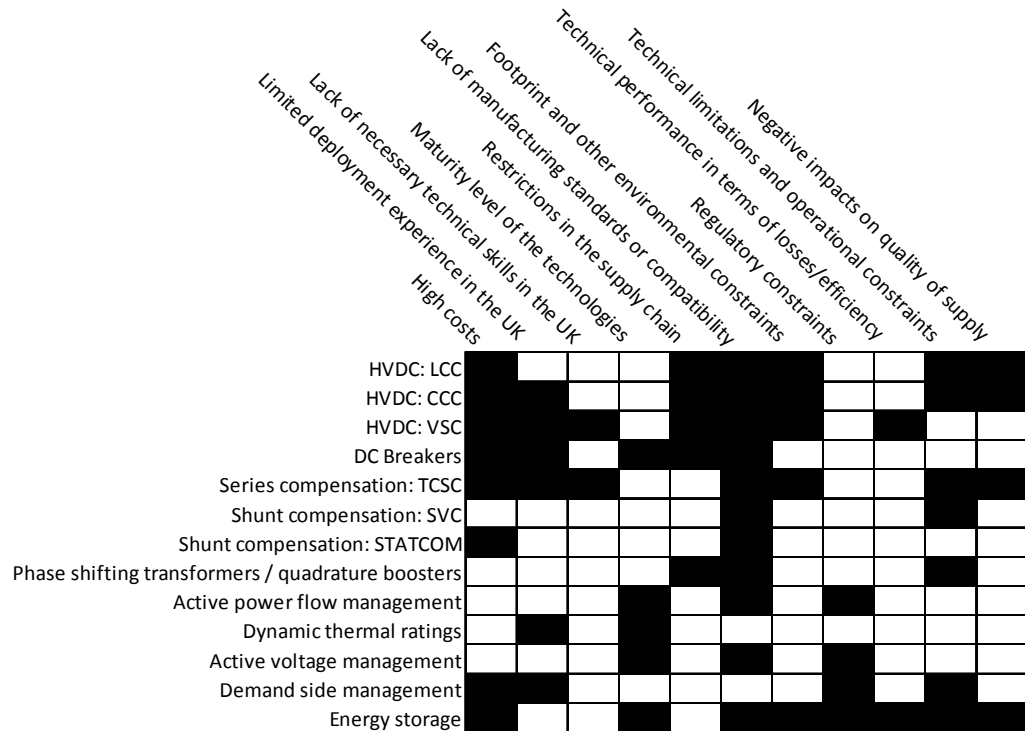 High costs
Limited deployment experience in the UK
Lack of necessary technical skills in the UK
Maturity level of the technologies
Restrictions in the supply chain
Lack of manufacturing standards or compatibility
Footprint and other environmental constraints
Regulatory constraints
Technical performance in terms of losses/efficiency
Technical limitations and operational constraints
Negative impacts on quality of supply
HVDC: LCC
HVDC: CCC
HVDC: VSC
DC Breakers
Series compensation: TCSC
Shunt compensation: SVC
Shunt compensation: STATCOM
Phase shifting transformers / quadrature boosters
Active power flow management
Dynamic thermal ratings
Active voltage management
Demand side management
Energy storage